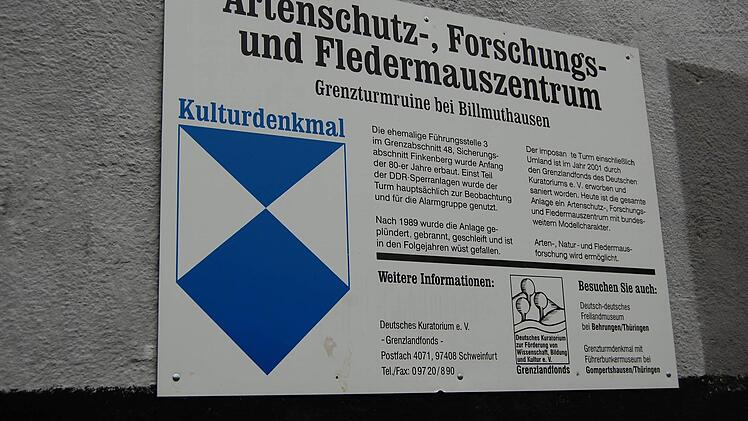 Artenschutz-, Forschungs-
und Fledermauszentrum
Grenzturmruine bei Billmuthausen
Kulturdenkmal
Die ehemalige Führungsstelle 3
im Grenzabschnitt 48, Sicherungs-
abschnitt Finkenberg wurde Anfang
der 80-er Jahre erbaut. Einst Teil
der DDR-Sperranlagen wurde der
Turm hauptsächlich zur Beobachtung
und für die Alarmgruppe genutzt.
Nach 1989 wurde die Anlage ge-
plündert, gebrannt, geschleift und ist
in den Folgejahren wüst gefallen.
Der imposan te Turm einschließlich
Umland ist im Jahr 2001 durch
den Grenzlandfonds des Deutschen
Kuratoriums e. V. erworben und
saniert worden. Heute ist die gesamte
Anlage ein Artenschutz-, Forschungs-
und Fledermauszentrum mit bundes-
weitem Modellcharakter.
Arten-, Natur- und Fledermaus-
forschung wird ermöglicht.
Weitere Informationen:
Deutsches Kuratorium e. V.
- Grenzlandfonds -
Postfach 4071, 97408 Schweinfurt
Tel./Fax: 0 97 20 / 8 90
Deutsches Kuratorium
zur Förderung von
Wissenschaft, Bildung
und Kultur e. V.
Grenzlandfonds
Besuchen Sie auch:
Deutsch-deutsches
Freilandmuseum
bei Behrungen/Thüringen
Grenzturmdenkmal mit
Führerbunkermuseum bei
Gompertshausen/Thüringen